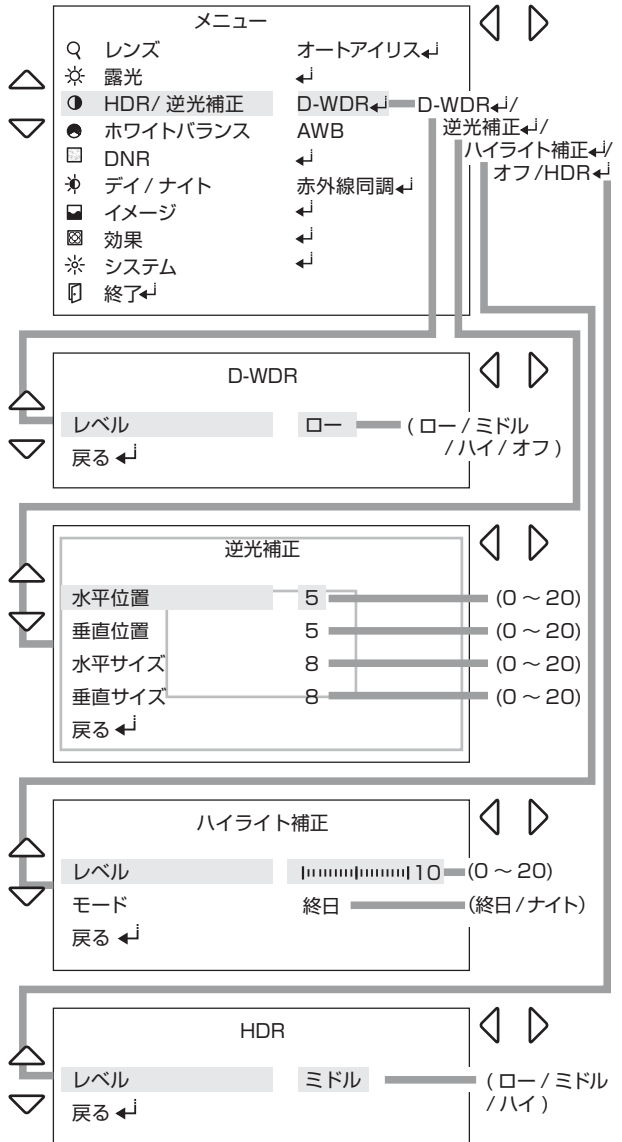 メニュー
レンズ オートアイリス↲
露光 ↲
HDR/ 逆光補正 D-WDR↲ D-WDR↲/
ホワイトバランス AWB 逆光補正↲/
DNR ↲ ハイライト補正↲/
デイ / ナイト 赤外線同調↲ オフ /HDR↲
イメージ ↲
効果 ↲
システム ↲
終了↲
D-WDR
レベル ロー ( ロー / ミドル
/ ハイ / オフ )
戻る ↲
逆光補正
水平位置 5 (0 ～ 20)
垂直位置 5 (0 ～ 20)
水平サイズ 8 (0 ～ 20)
垂直サイズ 8 (0 ～ 20)
戻る ↲
ハイライト補正
レベル 10 (0 ～ 20)
モード 終日 (終日 / ナイト)
戻る ↲
HDR
レベル ミドル ( ロー / ミドル
/ ハイ )
戻る ↲